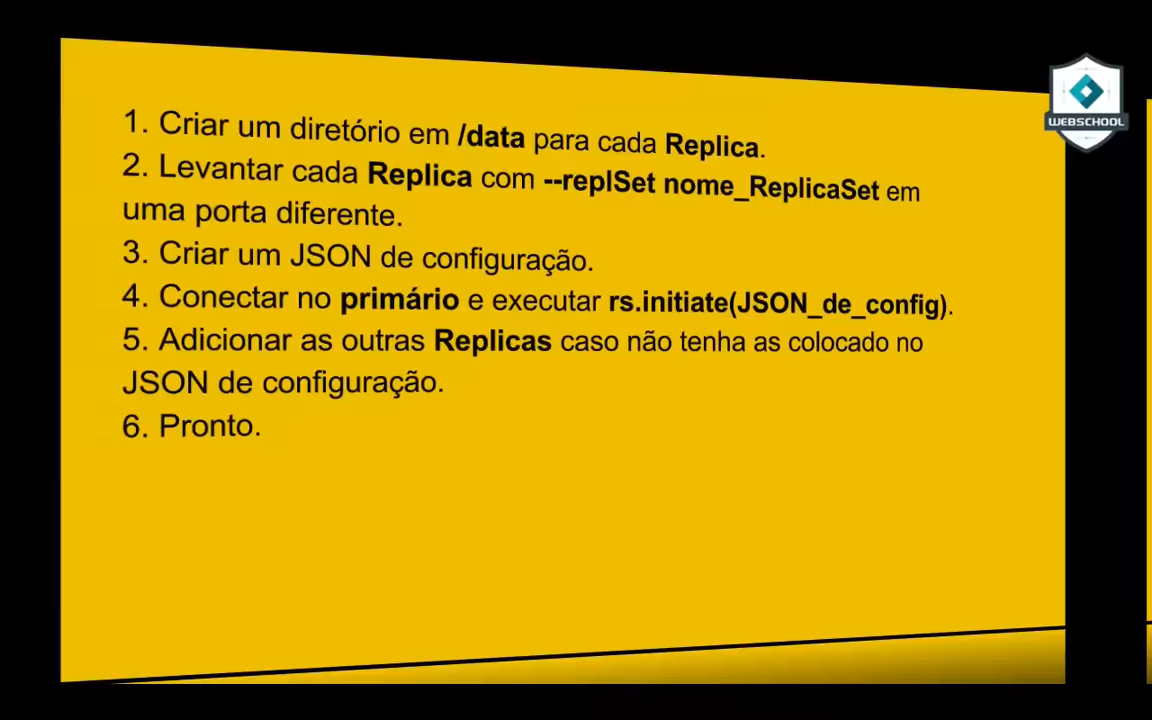 1. Criar um diretório em /data para cada Replica.
2. Levantar cada Replica com --replSet nome_ReplicaSet em
uma porta diferente.
3. Criar um JSON de configuração.
4. Conectar no primário e executar rs.initiate(JSON_de_config).
5. Adicionar as outras Replicas caso não tenha as colocado no
JSON de configuração.
6. Pronto.
WEBSCHOOL